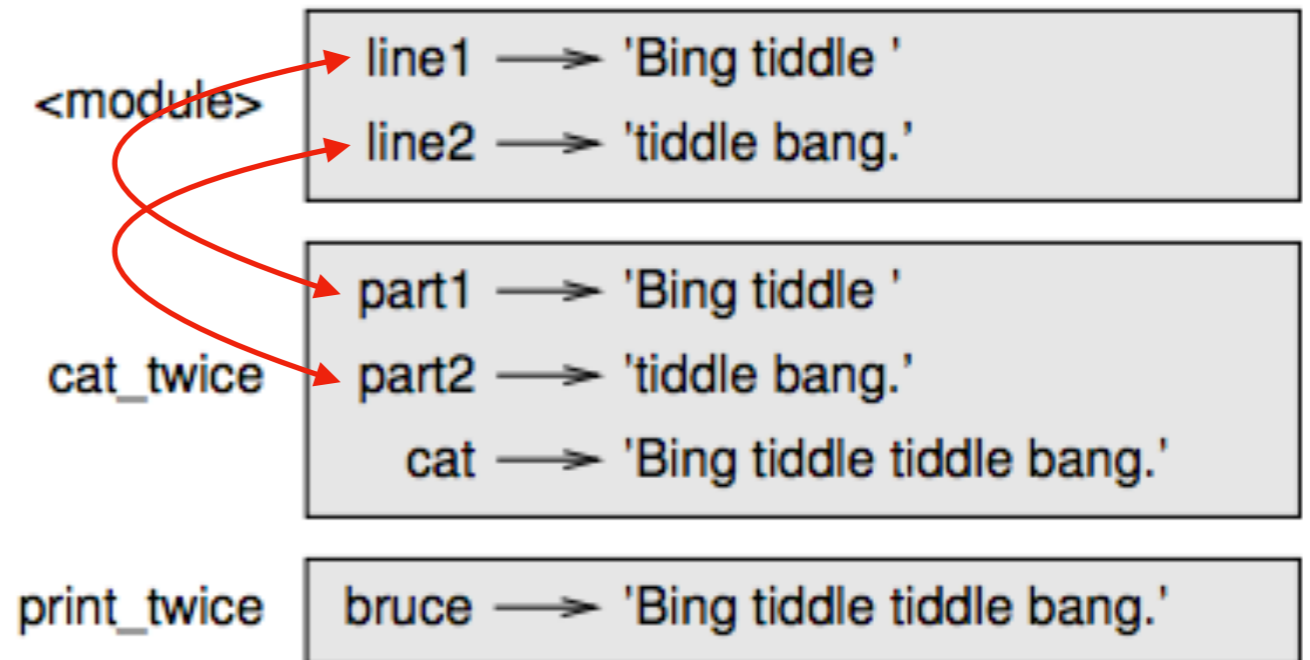 line1 → 'Bing tiddle '
<module>
line2 → 'tiddle bang.'
part1 → 'Bing tiddle '
cat_twice part2 → 'tiddle bang.'
cat → 'Bing tiddle tiddle bang.'
print_twice bruce → 'Bing tiddle tiddle bang.'